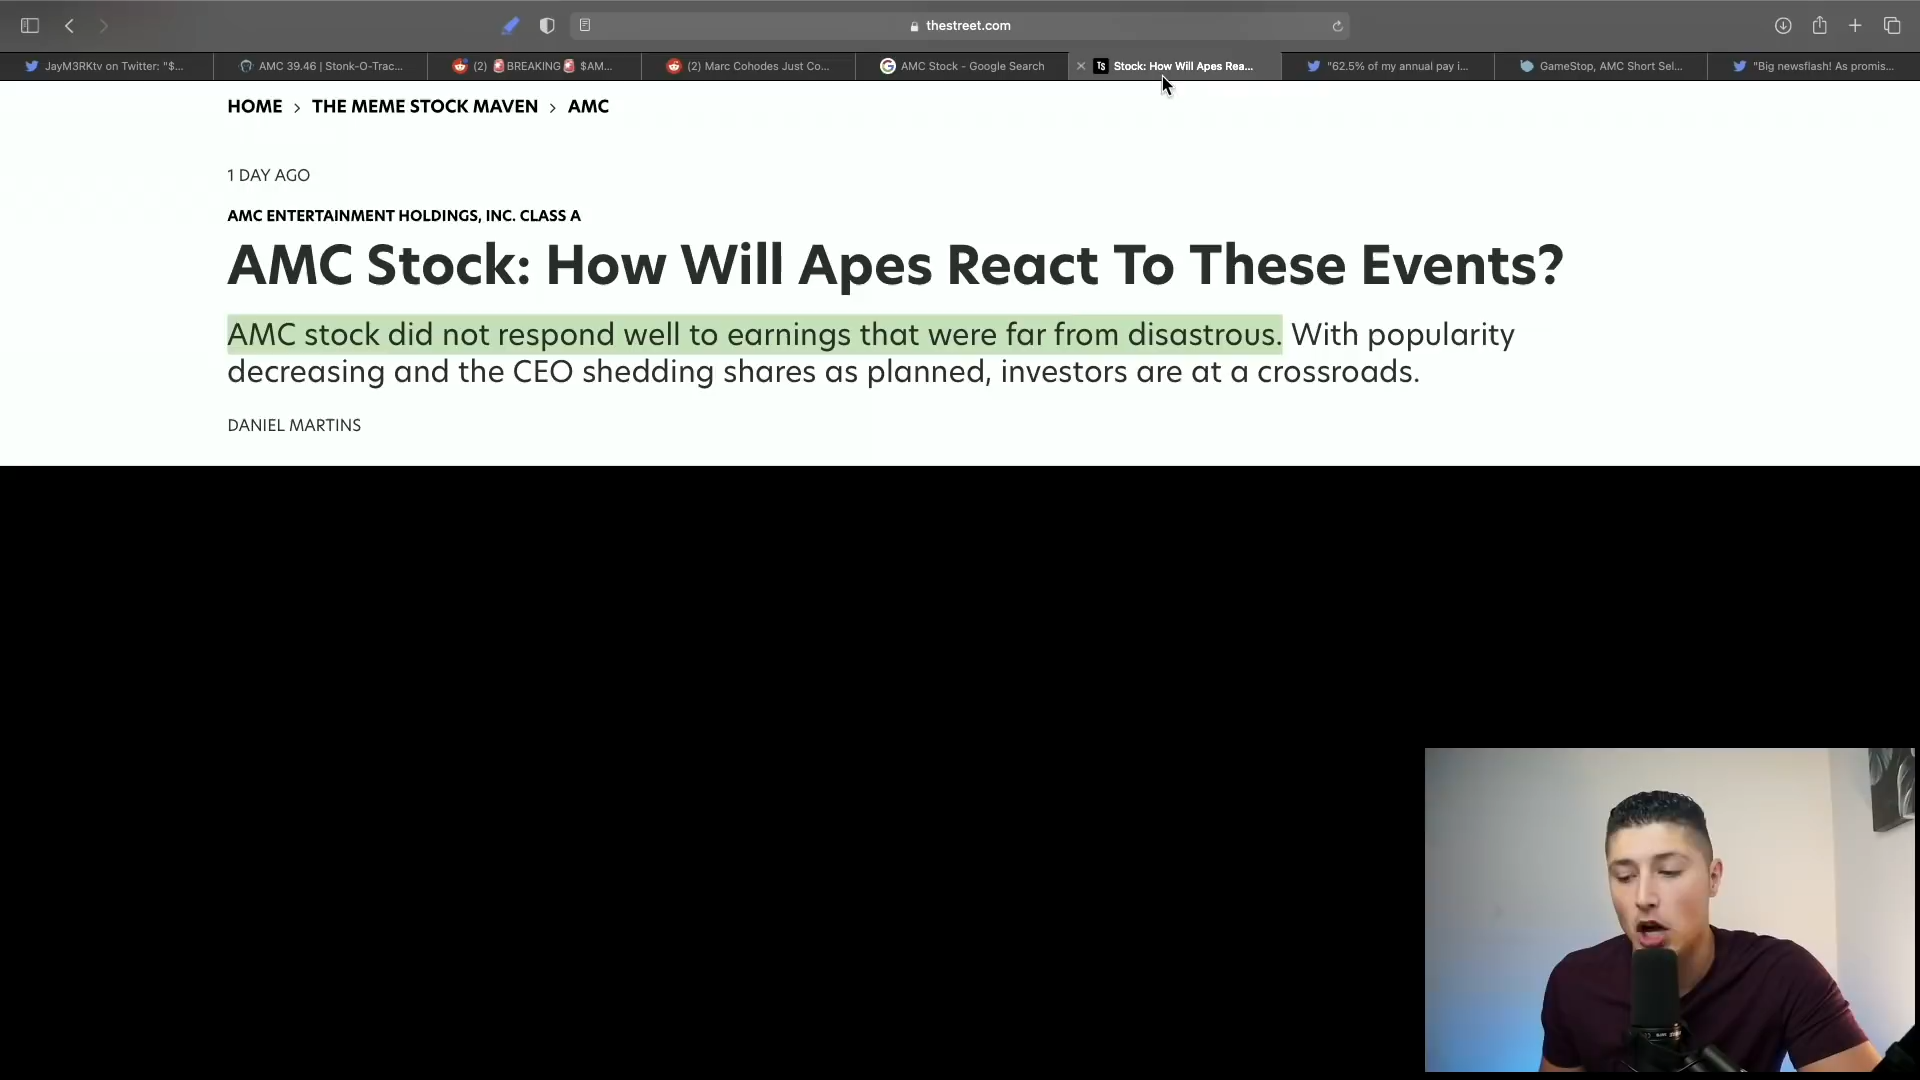 thestreet.com
JayM3RKtv on Twitter: "$...
AMC 39.46 | Stonk-O-Trac...
(2) 🚨BREAKING🚨 $AM...
(2) Marc Cohodes Just Co...
AMC Stock - Google Search
Ts Stock: How Will Apes Rea...
"62.5% of my annual pay i...
GameStop, AMC Short Sel...
"Big newsflash! As promis...
HOME > THE MEME STOCK MAVEN > AMC
1 DAY AGO
AMC ENTERTAINMENT HOLDINGS, INC. CLASS A
AMC Stock: How Will Apes React To These Events?
AMC stock did not respond well to earnings that were far from disastrous. With popularity
decreasing and the CEO shedding shares as planned, investors are at a crossroads.
DANIEL MARTINS